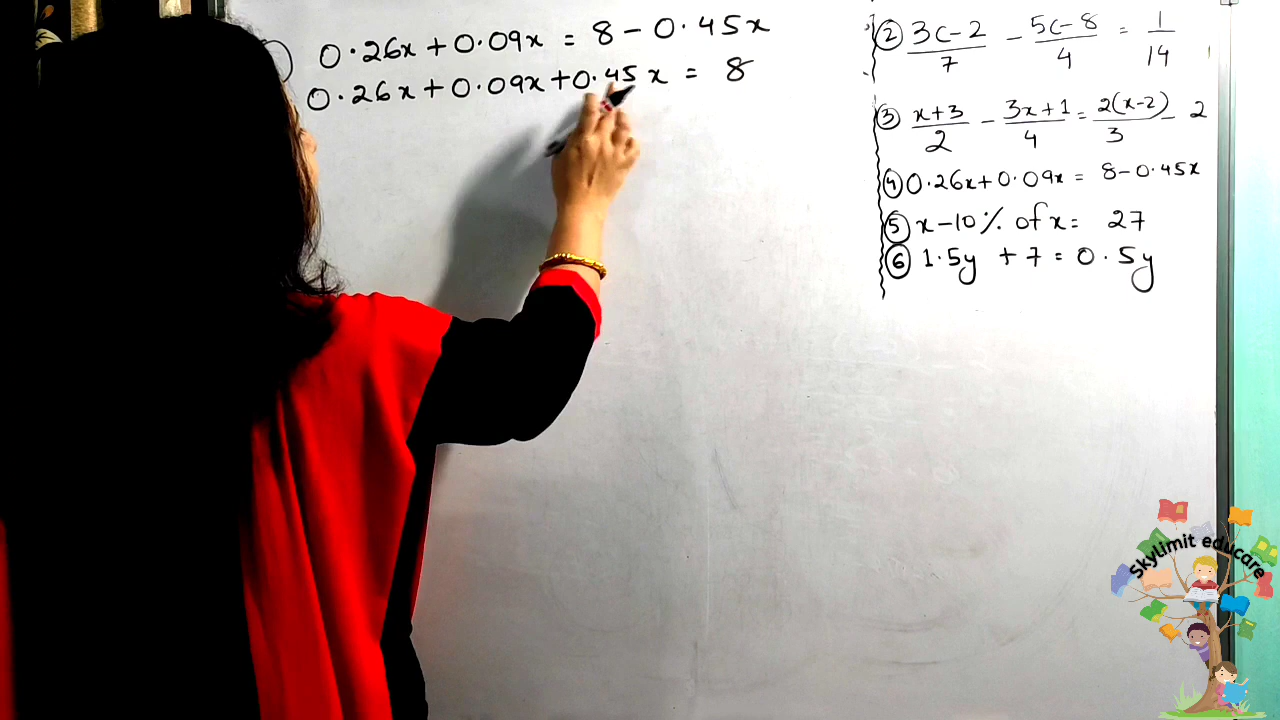 0.26x + 0.09x = 8 - 0.45x
0.26x + 0.09x + 0.45x = 8
② 3x-2/7 - 5x-8/4 = 1/14
③ x+3/2 - 3x+1/4 = 2(x-2)/3 - 2
④ 0.26x + 0.09x = 8 - 0.45x
⑤ x - 10% of x = 27
⑥ 1.5y + 7 = 0.5y
Skylimit educare